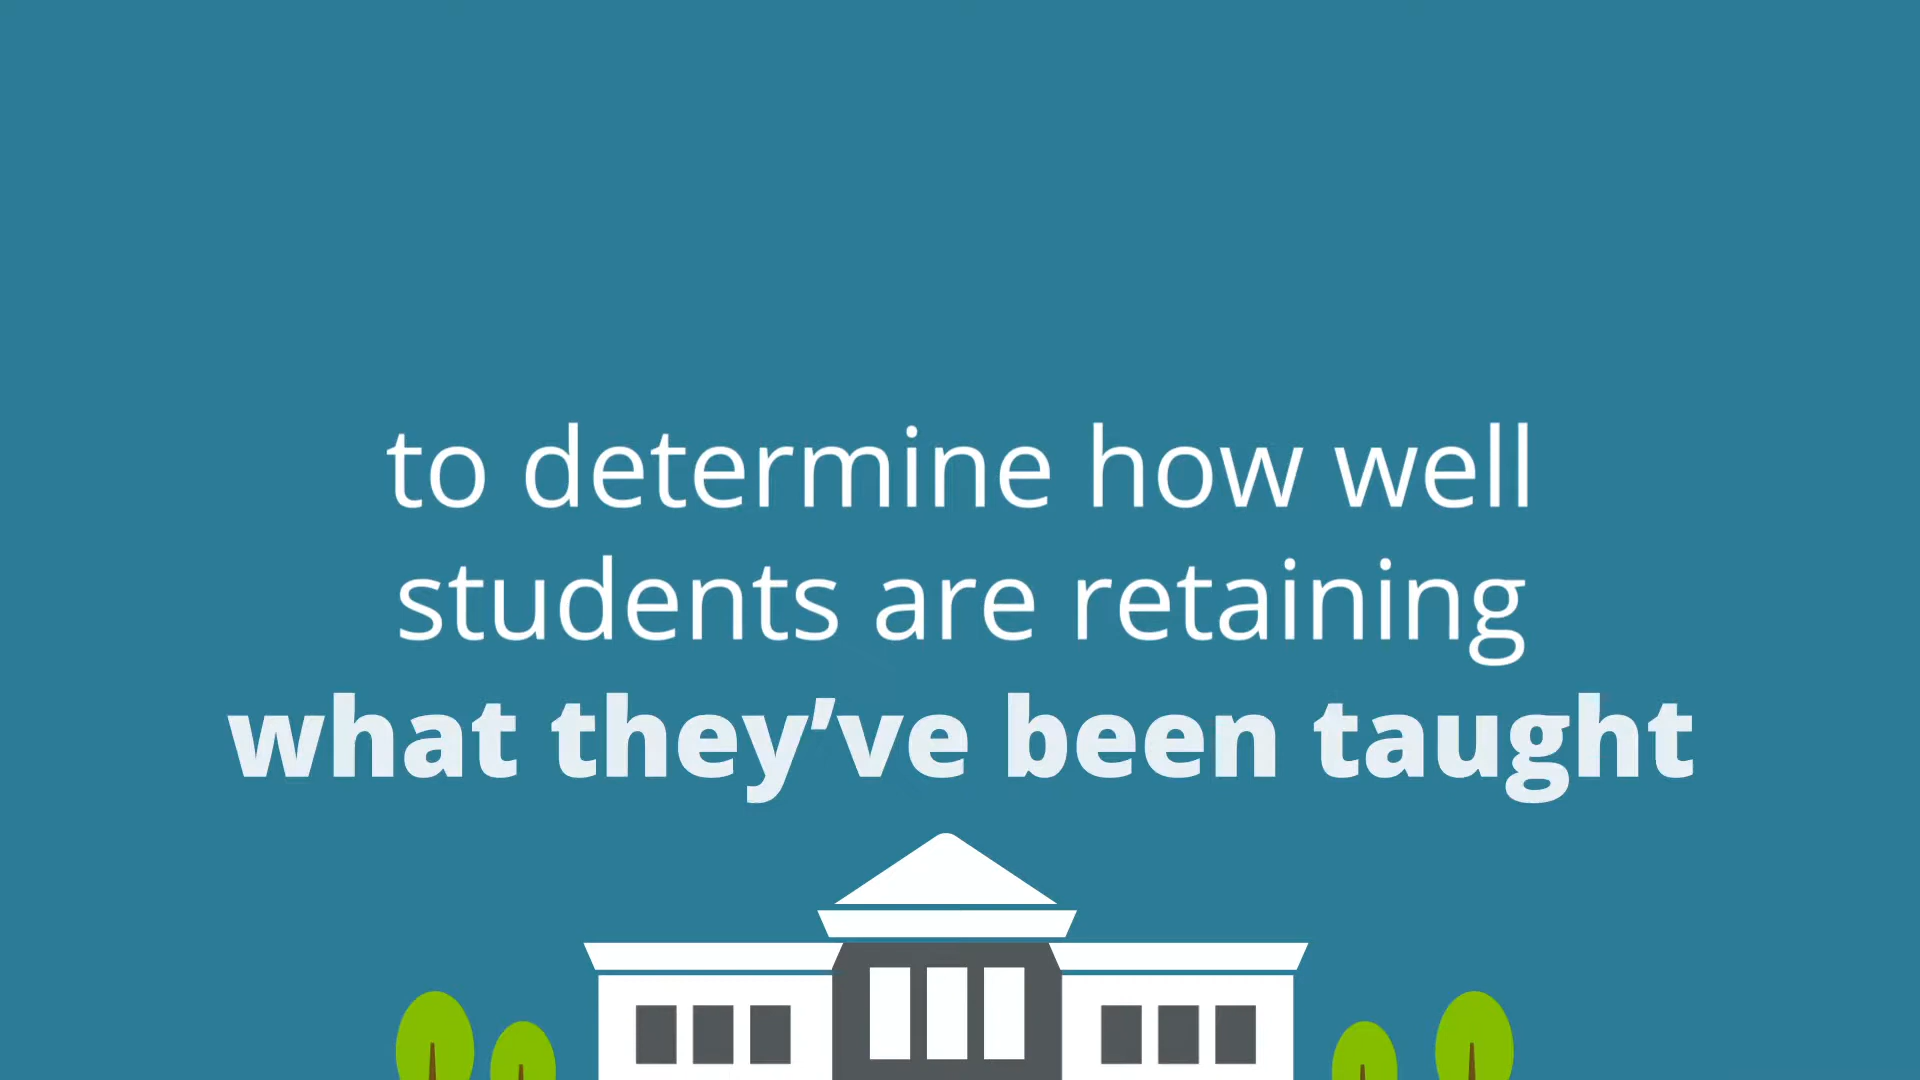 to determine how well
students are retaining
what they’ve been taught